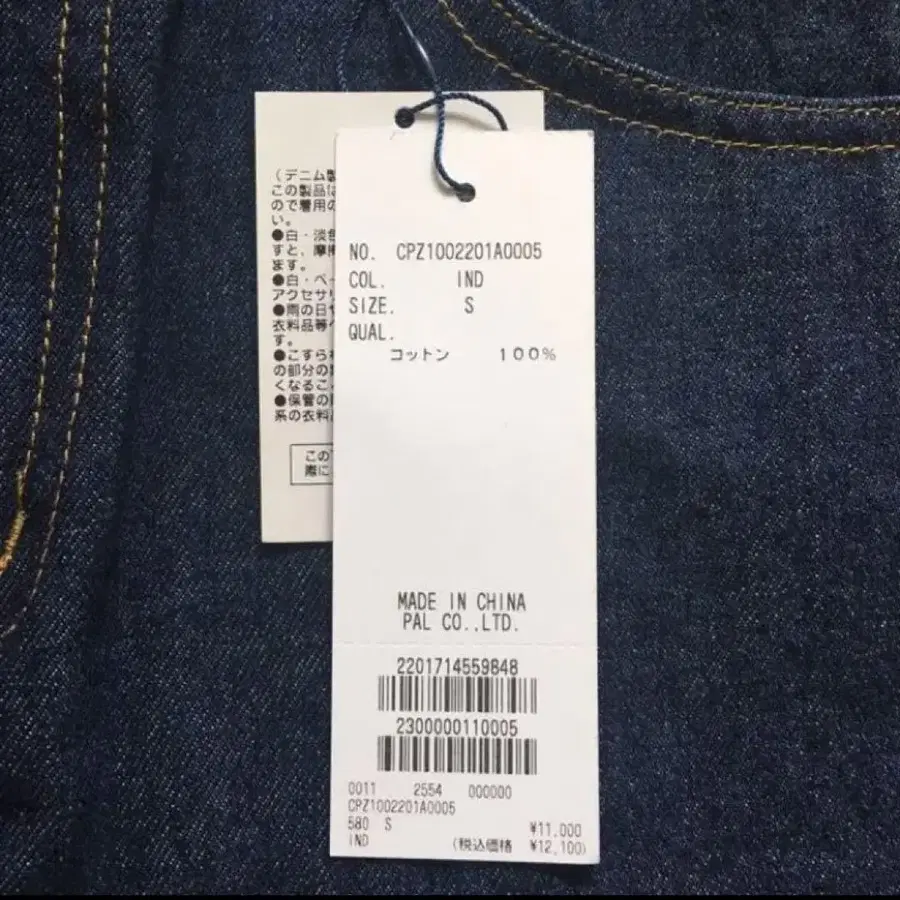 (デニム製
この製品は
ので着用の
い。
●白・淡色
すと、摩擦
ます。
●白・ベー
アクセサリ
●雨の日や
衣料品等へ
す。
●こすられ
の部分の
くなるこ
●保管の
系の衣料品
この
際に
NO. CPZ1002201A0005
COL. IND
SIZE. S
QUAL.
コットン 100%
MADE IN CHINA
PAL CO.,LTD.
2201714559848
2300000110005
0011 2554 000000
CPZ1002201A0005
580 S ¥11,000
IND (税込価格 ¥12,100)